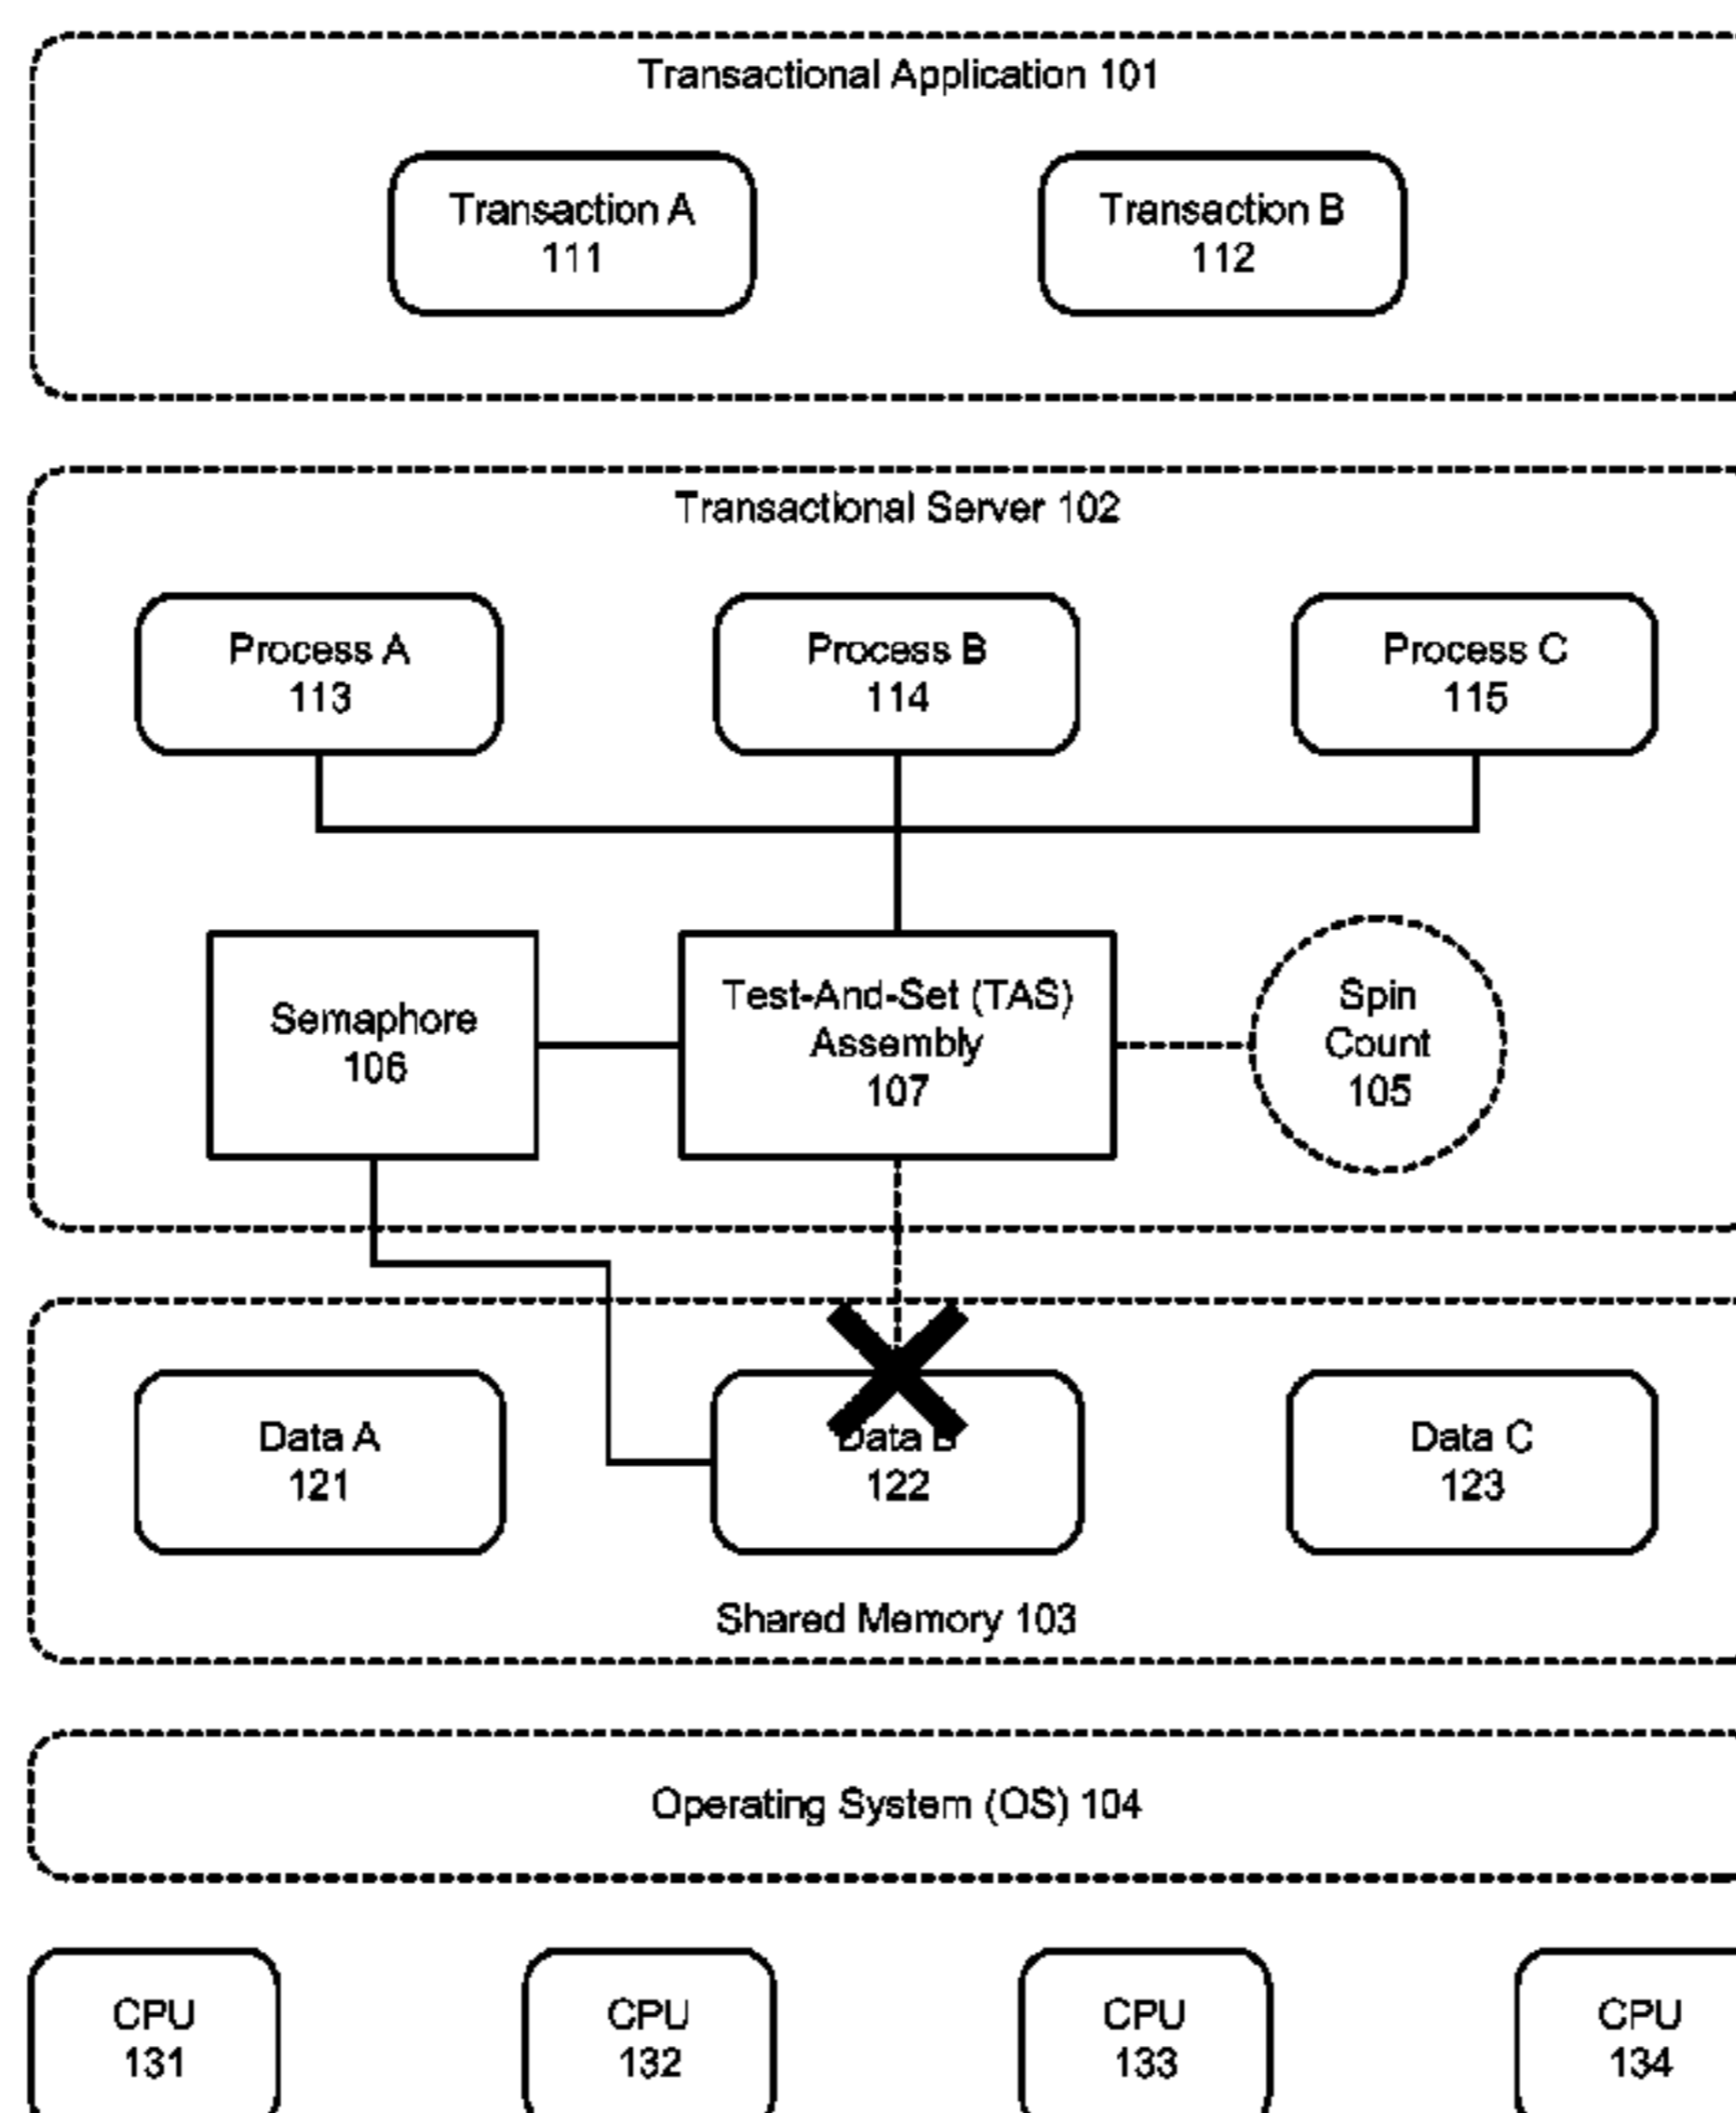 Transactional Application 101
Transaction A
111
Transaction B
112
Transactional Server 102
Process A
113
Process B
114
Process C
115
Semaphore
106
Test-And-Set (TAS)
Assembly
107
Spin
Count
105
Data A
121
Data B
122
Data C
123
Shared Memory 103
Operating System (OS) 104
CPU
131
CPU
132
CPU
133
CPU
134